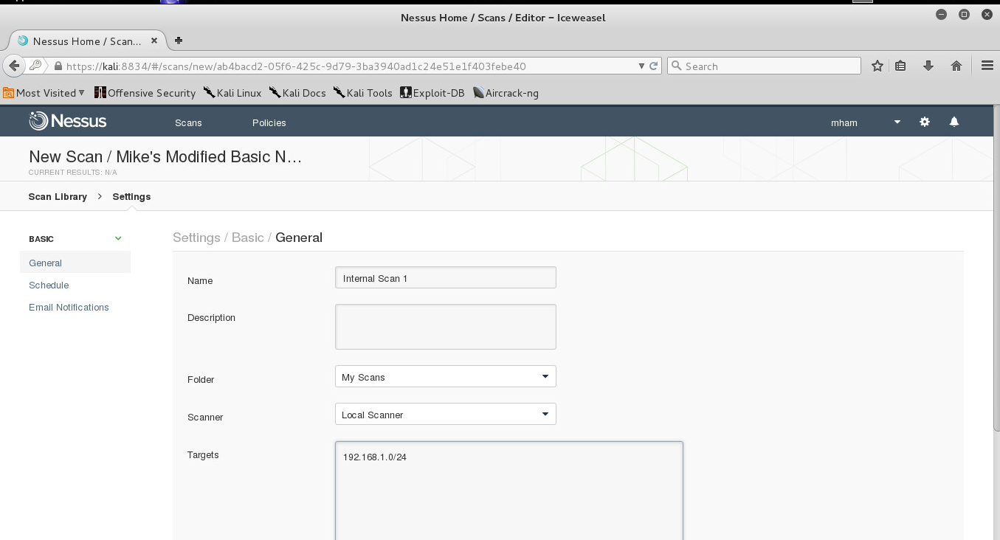 Nessus Home / Scans / Editor – Iceweasel
Nessus Home / Scan...
https://kali:8834/#/scans/new/ab4bacd2-05f6-425c-9d79-3ba3940ad1c24e51e1f403febe40
Search
Most Visited Offensive Security Kali Linux Kali Docs Kali Tools Exploit-DB Aircrack-ng
Nessus Scans Policies mham
New Scan / Mike's Modified Basic N...
CURRENT RESULTS: N/A
Scan Library > Settings
BASIC
General
Schedule
Email Notifications
Settings / Basic / General
Name Internal Scan 1
Description
Folder My Scans
Scanner Local Scanner
Targets 192.168.1.0/24